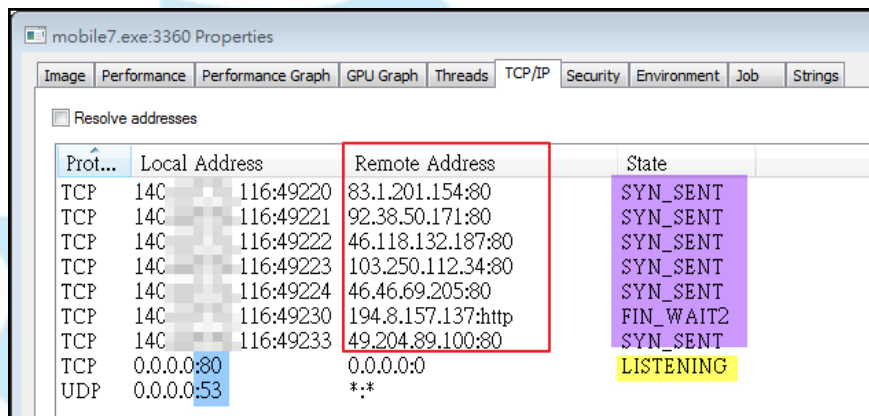 mobile7.exe:3360 Properties
Image Performance Performance Graph GPU Graph Threads TCP/IP Security Environment Job Strings
Resolve addresses
Prot... Local Address Remote Address State
TCP 140 116:49220 83.1.201.154:80 SYN_SENT
TCP 140 116:49221 92.38.50.171:80 SYN_SENT
TCP 140 116:49222 46.118.132.187:80 SYN_SENT
TCP 140 116:49223 103.250.112.34:80 SYN_SENT
TCP 140 116:49224 46.46.69.205:80 SYN_SENT
TCP 140 116:49230 194.8.157.137:http FIN_WAIT2
TCP 140 116:49233 49.204.89.100:80 SYN_SENT
TCP 0.0.0.0:80 0.0.0.0:0 LISTENING
UDP 0.0.0.0:53 *:*